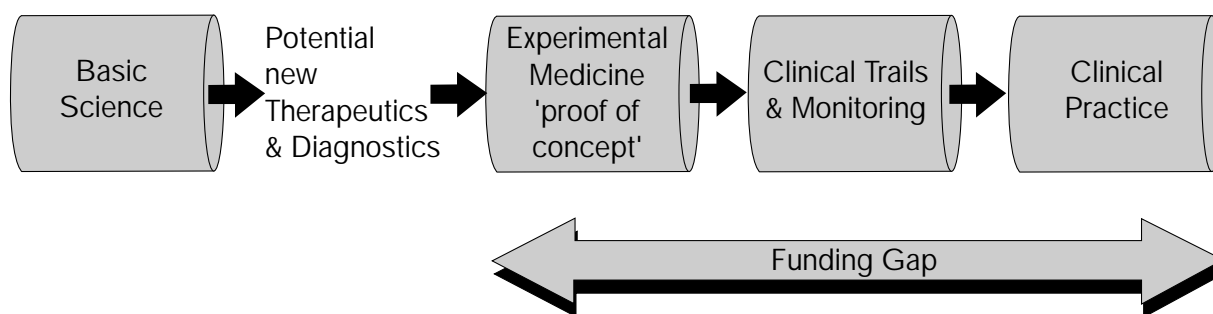 Basic
Science
Potential
new
Therapeutics
& Diagnostics
Experimental
Medicine
'proof of
concept'
Clinical Trails
& Monitoring
Clinical
Practice
Funding Gap